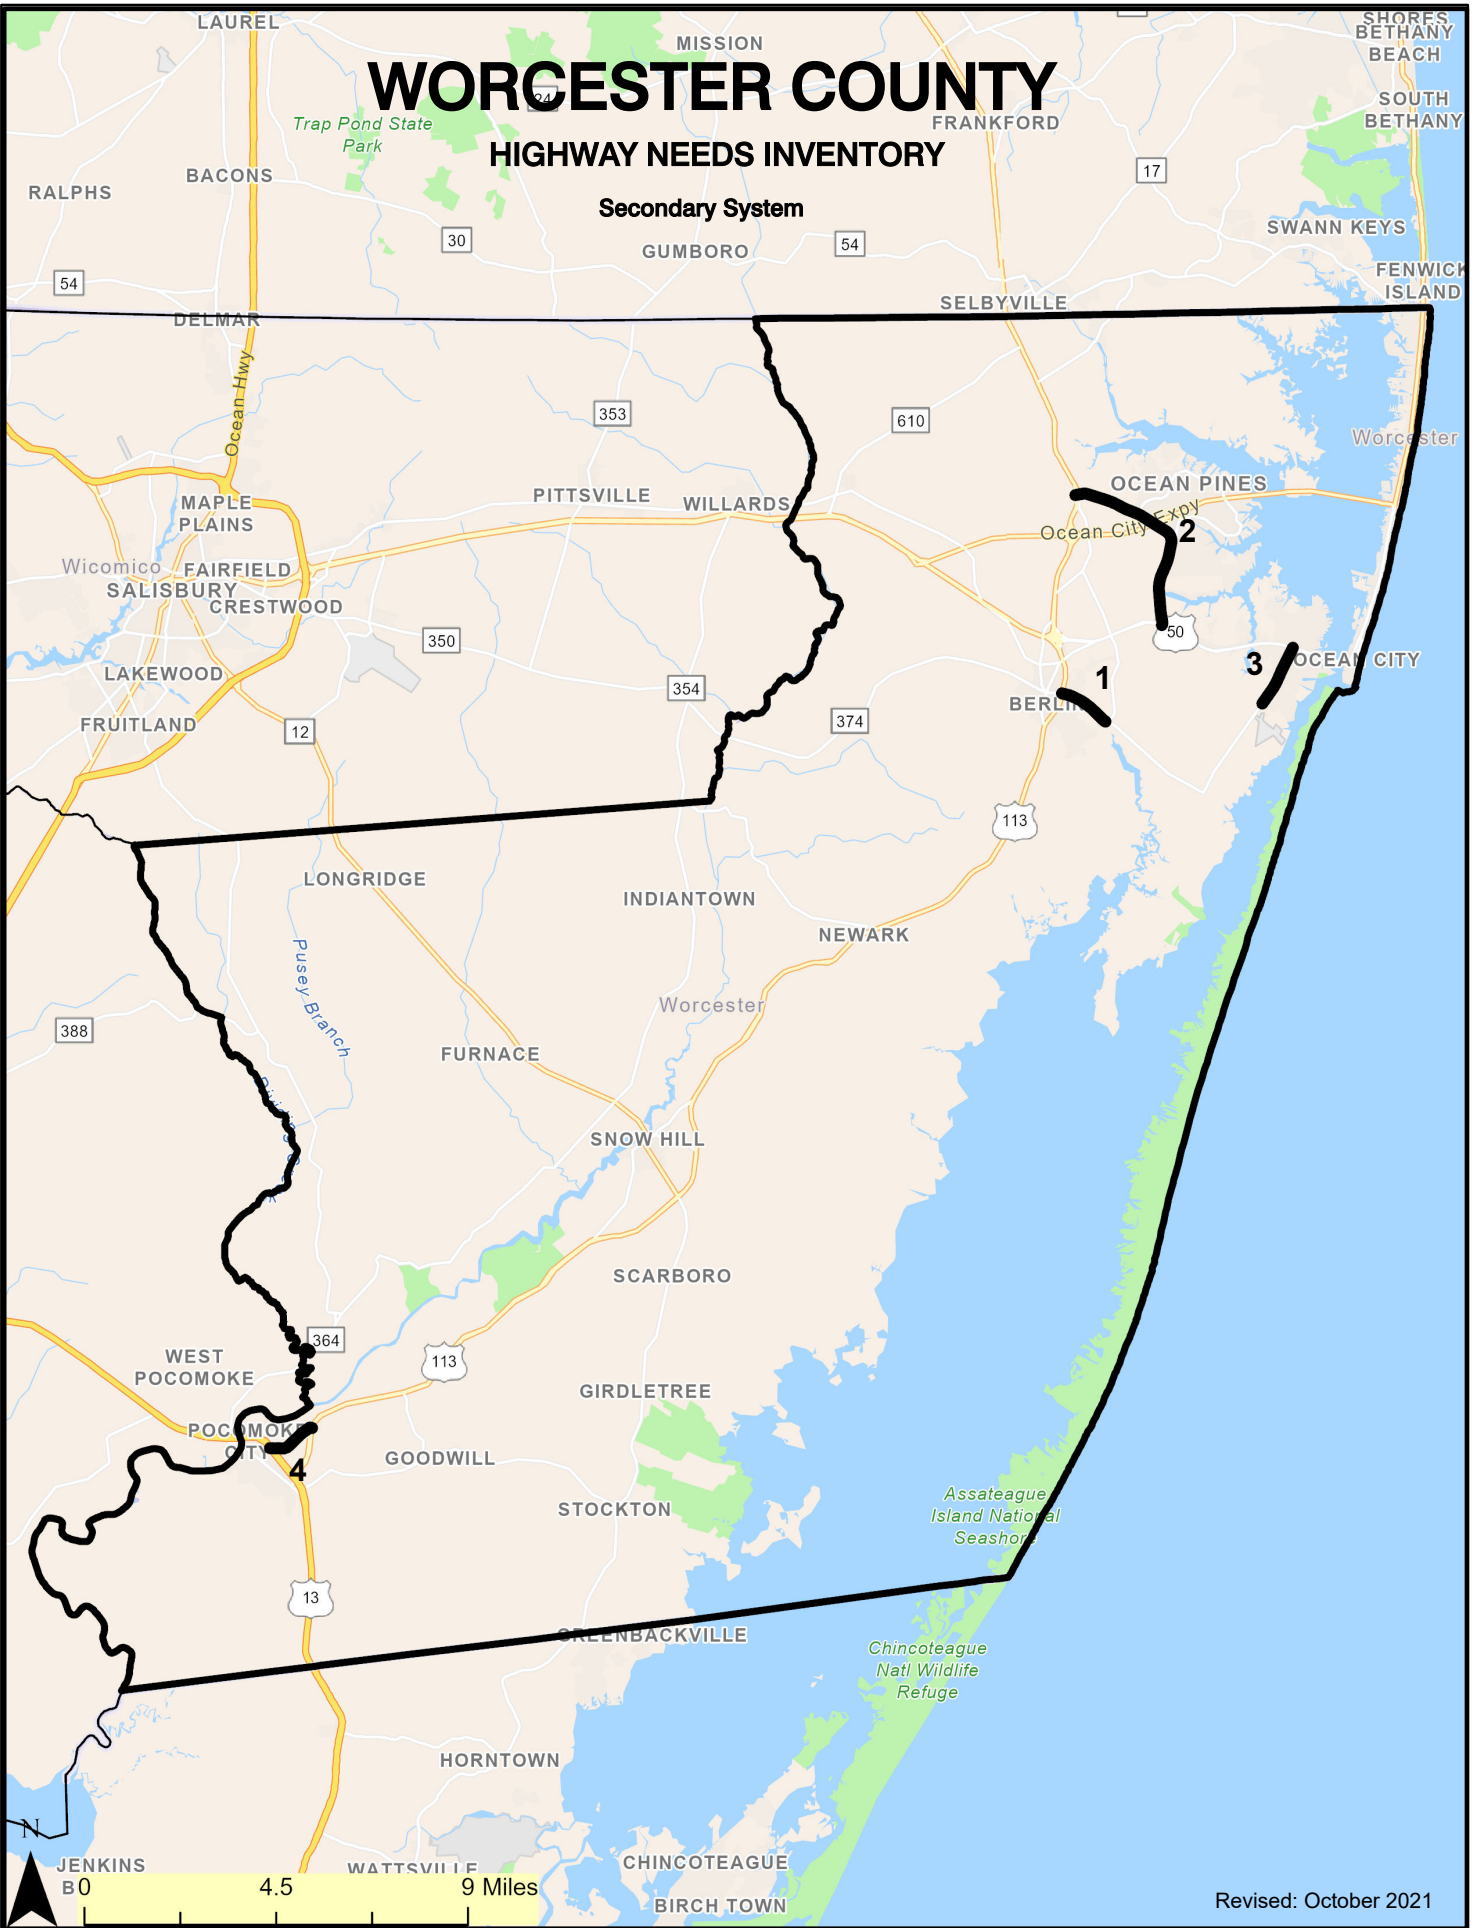 LAUREL
SHORES
BETHANY
BEACH
MISSION
WORCESTER COUNTY
24
SOUTH
BETHANY
Trap Pond State
Park
FRANKFORD
HIGHWAY NEEDS INVENTORY
17
BACONS
RALPHS
Secondary System
SWANN KEYS
30
54
GUMBORO
FENWICK
ISLAND
54
SELBYVILLE
DELMAR
Ocean Hwy
353
610
Worcester
OCEAN PINES
PITTSVILLE
WILLARDS
MAPLE
PLAINS
Ocean City Expy
2
Wicomico
FAIRFIELD
SALISBURY
CRESTWOOD
350
50
OCEAN CITY
3
LAKEWOOD
1
354
BERLIN
374
FRUITLAND
12
113
LONGRIDGE
INDIANTOWN
NEWARK
Pusey Branch
Worcester
388
FURNACE
SNOW HILL
SCARBORO
364
WEST
POCOMOKE
113
GIRDLETREE
POCOMOKE
CITY
GOODWILL
4
Assateague
Island National
Seashore
STOCKTON
13
GREENBACKVILLE
Chincoteague
Natl Wildlife
Refuge
HORNTOWN
N
JENKINS
B
WATTSVILLE
CHINCOTEAGUE
0 4.5 9 Miles
BIRCH TOWN
Revised: October 2021